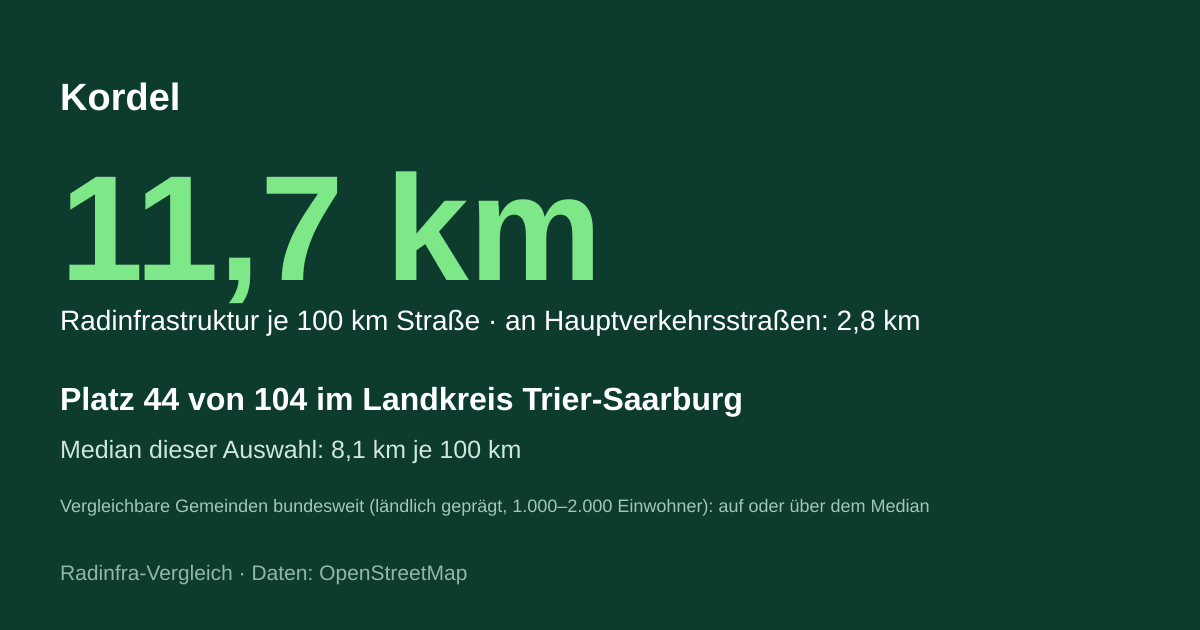 Kordel
11,7 km
Radinfrastruktur je 100 km Straße · an Hauptverkehrsstraßen: 2,8 km
Platz 44 von 104 im Landkreis Trier-Saarburg
Median dieser Auswahl: 8,1 km je 100 km
Vergleichbare Gemeinden bundesweit (ländlich geprägt, 1.000–2.000 Einwohner): auf oder über dem Median
Radinfra-Vergleich · Daten: OpenStreetMap